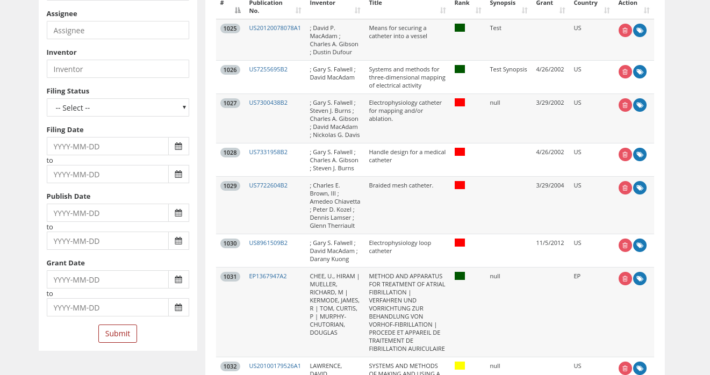 Assignee
Assignee
Inventor
Inventor
Filing Status
-- Select --
Filing Date
YYYY-MM-DD
to
YYYY-MM-DD
Publish Date
YYYY-MM-DD
to
YYYY-MM-DD
Grant Date
YYYY-MM-DD
to
YYYY-MM-DD
Submit
# Publication No. Inventor Title Rank Synopsis Grant Country Action
1025 US20120078078A1 ; David P. Means for securing a Test US
MacAdam ; catheter into a vessel
Charles A. Gibson
; Dustin Dufour
1026 US7255695B2 ; Gary S. Falwell ; Systems and methods for Test Synopsis 4/26/2002 US
David MacAdam three-dimensional mapping
of electrical activity
1027 US7300438B2 ; Gary S. Falwell ; Electrophysiology catheter null 3/29/2002 US
Steven J. Burns ; for mapping and/or
Charles A. Gibson ablation.
; David MacAdam
; Nickolas G. Davis
1028 US7331958B2 ; Gary S. Falwell ; Handle design for a medical 4/26/2002 US
Charles A. Gibson catheter
; Steven J. Burns
1029 US7722604B2 ; Charles E. Braided mesh catheter. 3/29/2004 US
Brown, III ;
Amedeo Chiavetta
; Peter D. Kozel ;
Dennis Lamser ;
Glenn Therriault
1030 US8961509B2 ; Gary S. Falwell ; Electrophysiology loop 11/5/2012 US
David MacAdam ; catheter
Darany Kuong
1031 EP1367947A2 CHEE, U., HIRAM | METHOD AND APPARATUS null EP
MUELLER, FOR TREATMENT OF ATRIAL
RICHARD, M | FIBRILLATION |
KERMODE, JAMES, VERFAHREN UND
R | TOM, CURTIS, VORRICHTUNG ZUR
P | MURPHY- BEHANDLUNG VON
CHUTORIAN, VORHOF-FIBRILLATION |
DOUGLAS PROCEDE ET APPAREIL DE
TRAITEMENT DE
FIBRILLATION AURICULAIRE
1032 US20100179526A1 LAWRENCE, SYSTEMS AND METHODS null US
DAVID OF MAKING AND USING A